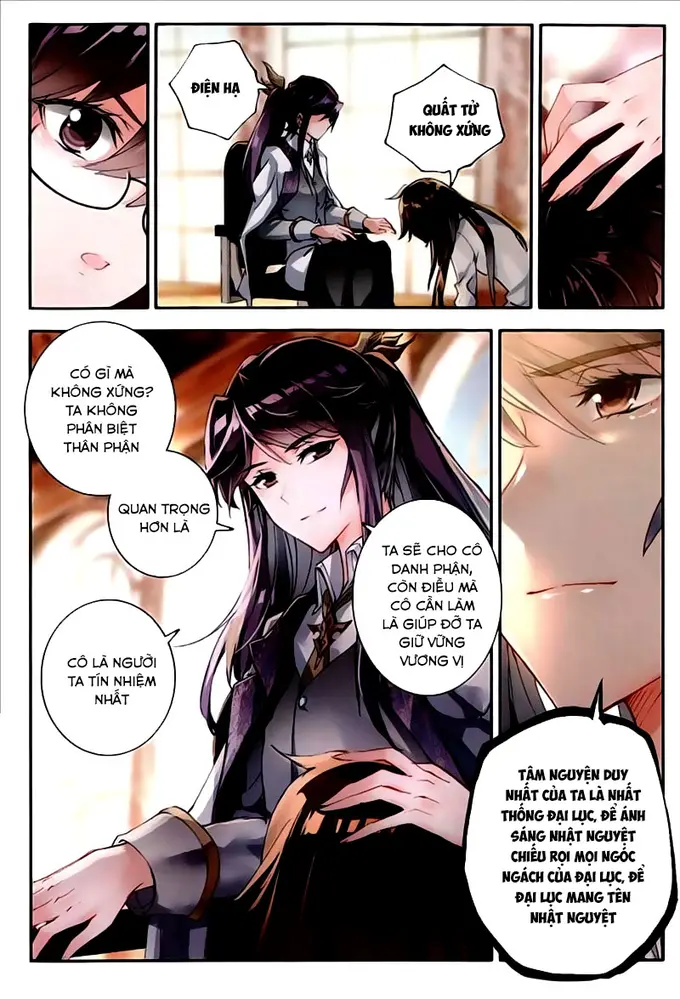 ĐIỆN HẠ
QUẤT TỬ
KHÔNG XỨNG
CÓ GÌ MÀ
KHÔNG XỨNG?
TA KHÔNG
PHÂN BIỆT
THÂN PHẬN
QUAN TRỌNG
HƠN LÀ
CÔ LÀ NGƯỜI
TA TÍN NHIỆM
NHẤT
TA SẼ CHO CÔ
DANH PHẬN,
CÒN ĐIỀU MÀ
CÔ CẦN LÀM
LÀ GIÚP ĐỠ TA
GIỮ VỮNG
VƯƠNG VỊ
TÂM NGUYỆN DUY
NHẤT CỦA TA LÀ NHẤT
THỐNG ĐẠI LỤC, ĐỂ ÁNH
SÁNG NHẬT NGUYỆT
CHIẾU RỌI MỌI NGÓC
NGÁCH CỦA ĐẠI LỤC, ĐỂ
ĐẠI LỤC MANG TÊN
NHẬT NGUYỆT